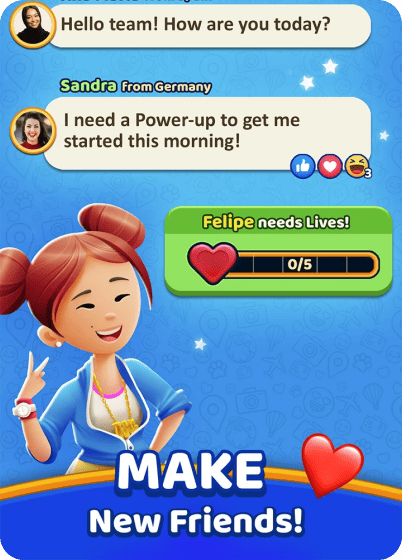 Hello team! How are you today?
Sandra from Germany
I need a Power-up to get me
started this morning!
3
Felipe needs Lives!
0/5
MAKE
New Friends!